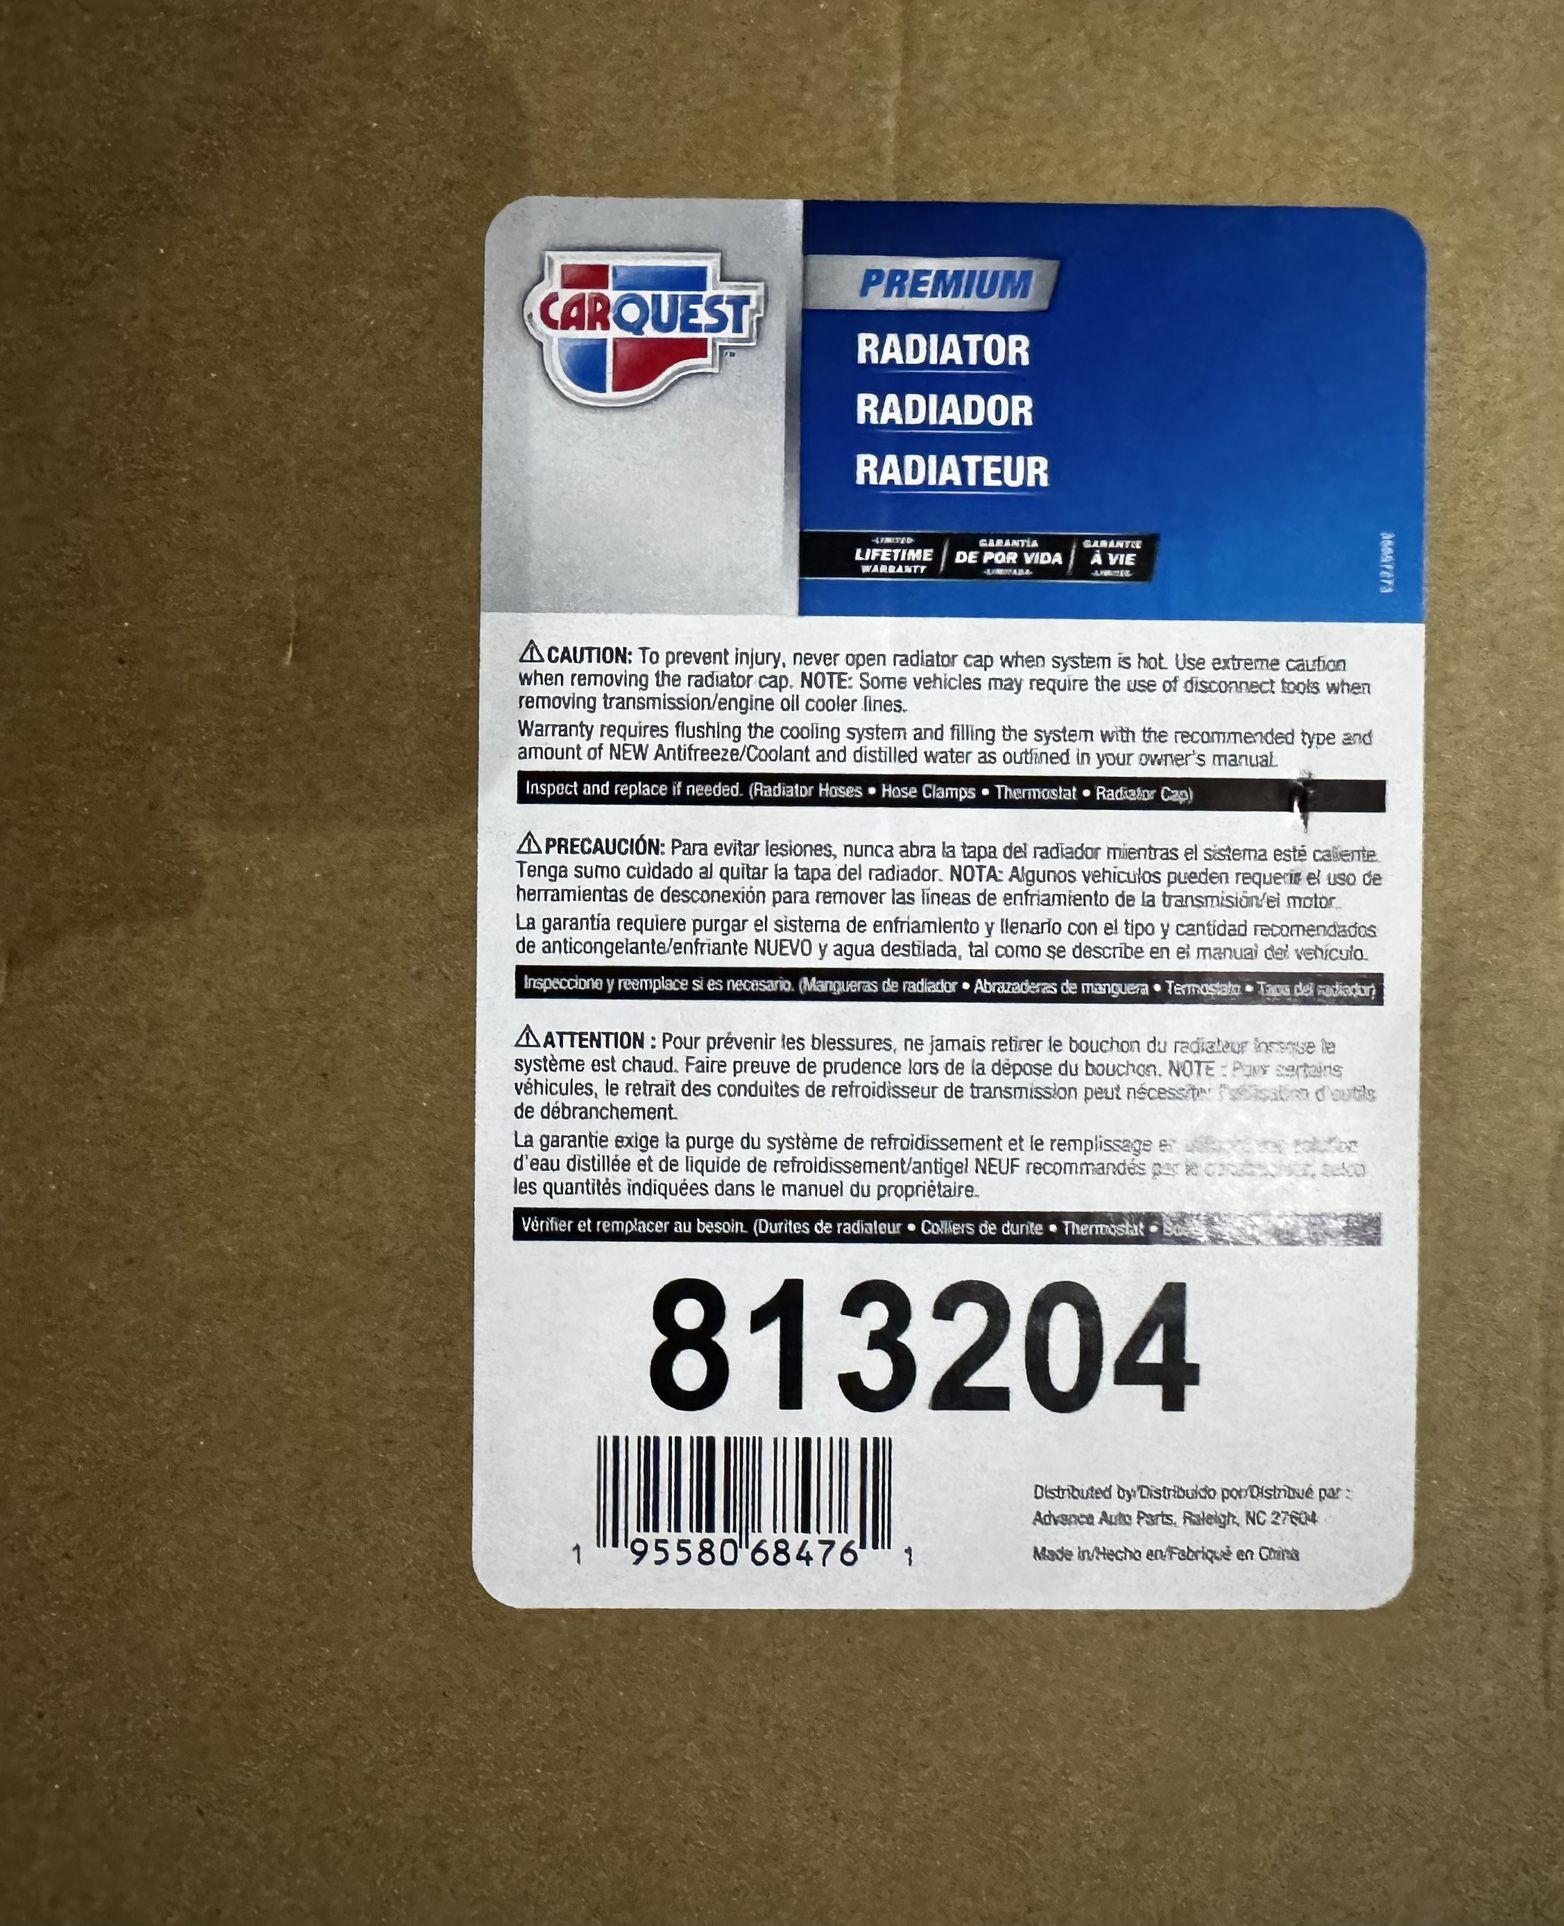 CARQUEST
PREMIUM
RADIATOR
RADIADOR
RADIATEUR
LIMITED GARANTÍA GARANTIE
LIFETIME DE POR VIDA À VIE
WARRANTY LIMITADA LIMITÉE
⚠CAUTION: To prevent injury, never open radiator cap when system is hot. Use extreme caution
when removing the radiator cap. NOTE: Some vehicles may require the use of disconnect tools when
removing transmission/engine oil cooler lines.
Warranty requires flushing the cooling system and filling the system with the recommended type and
amount of NEW Antifreeze/Coolant and distilled water as outlined in your owner's manual.
Inspect and replace if needed. (Radiator Hoses • Hose Clamps • Thermostat • Radiator Cap)
⚠PRECAUCIÓN: Para evitar lesiones, nunca abra la tapa del radiador mientras el sistema esté caliente.
Tenga sumo cuidado al quitar la tapa del radiador. NOTA: Algunos vehículos pueden requerir el uso de
herramientas de desconexión para remover las líneas de enfriamiento de la transmisión/el motor.
La garantía requiere purgar el sistema de enfriamiento y llenarlo con el tipo y cantidad recomendados
de anticongelante/enfriante NUEVO y agua destilada, tal como se describe en el manual del vehículo.
Inspeccione y reemplace si es necesario. (Mangueras de radiador • Abrazaderas de manguera • Termostato • Tapa del radiador)
⚠ATTENTION : Pour prévenir les blessures, ne jamais retirer le bouchon du radiateur lorsque le
système est chaud. Faire preuve de prudence lors de la dépose du bouchon. NOTE : Pour certains
véhicules, le retrait des conduites de refroidisseur de transmission peut nécessiter l'utilisation d'outils
de débranchement.
La garantie exige la purge du système de refroidissement et le remplissage
d'eau distillée et de liquide de refroidissement/antigel NEUF recommandés par le
les quantités indiquées dans le manuel du propriétaire.
Vérifier et remplacer au besoin. (Durites de radiateur • Colliers de durite • Thermostat •
813204
1 95580 68476 1
Distributed by/Distribuido por/Distribué par :
Advance Auto Parts, Raleigh, NC 27604
Made in/Hecho en/Fabriqué en China